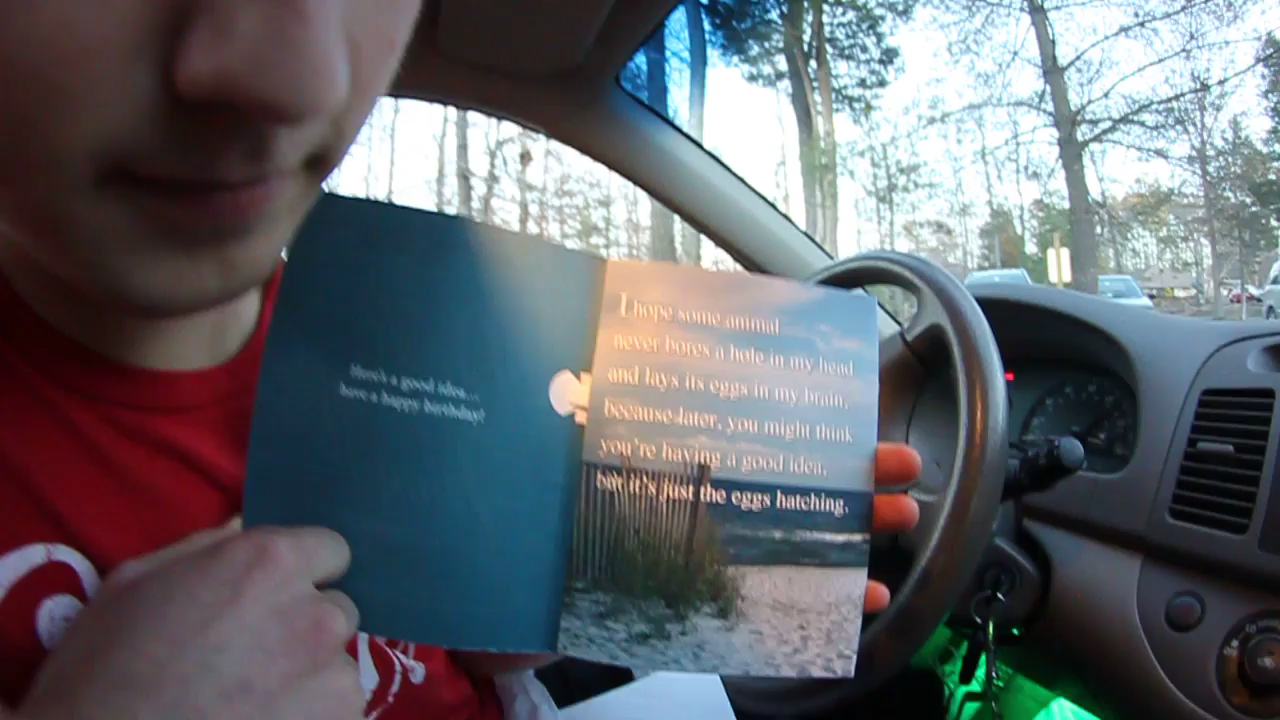 Here's a good idea...
have a happy birthday!
I hope some animal
never bores a hole in my head
and lays its eggs in my brain,
because later, you might think
you're having a good idea,
but it's just the eggs hatching.